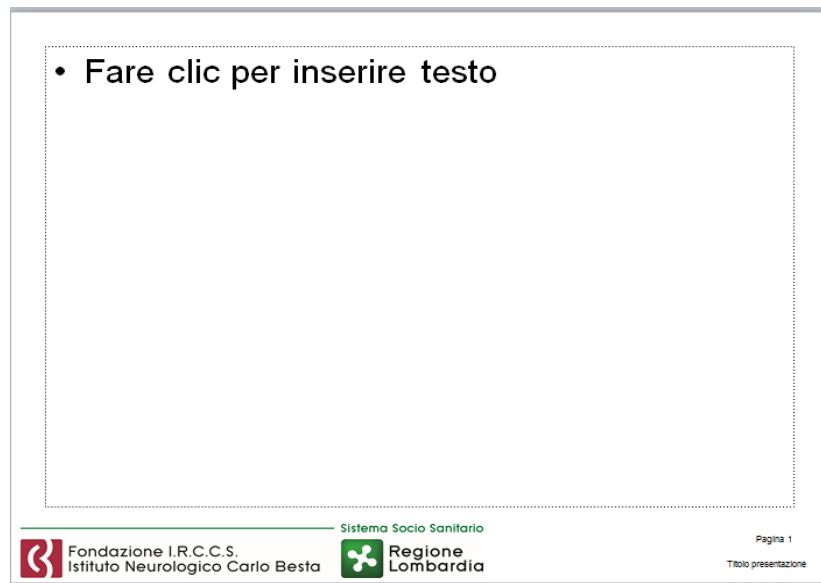 • Fare clic per inserire testo
Sistema Socio Sanitario
Fondazione I.R.C.C.S.
Istituto Neurologico Carlo Besta
Regione
Lombardia
Pagina 1
Titolo presentazione